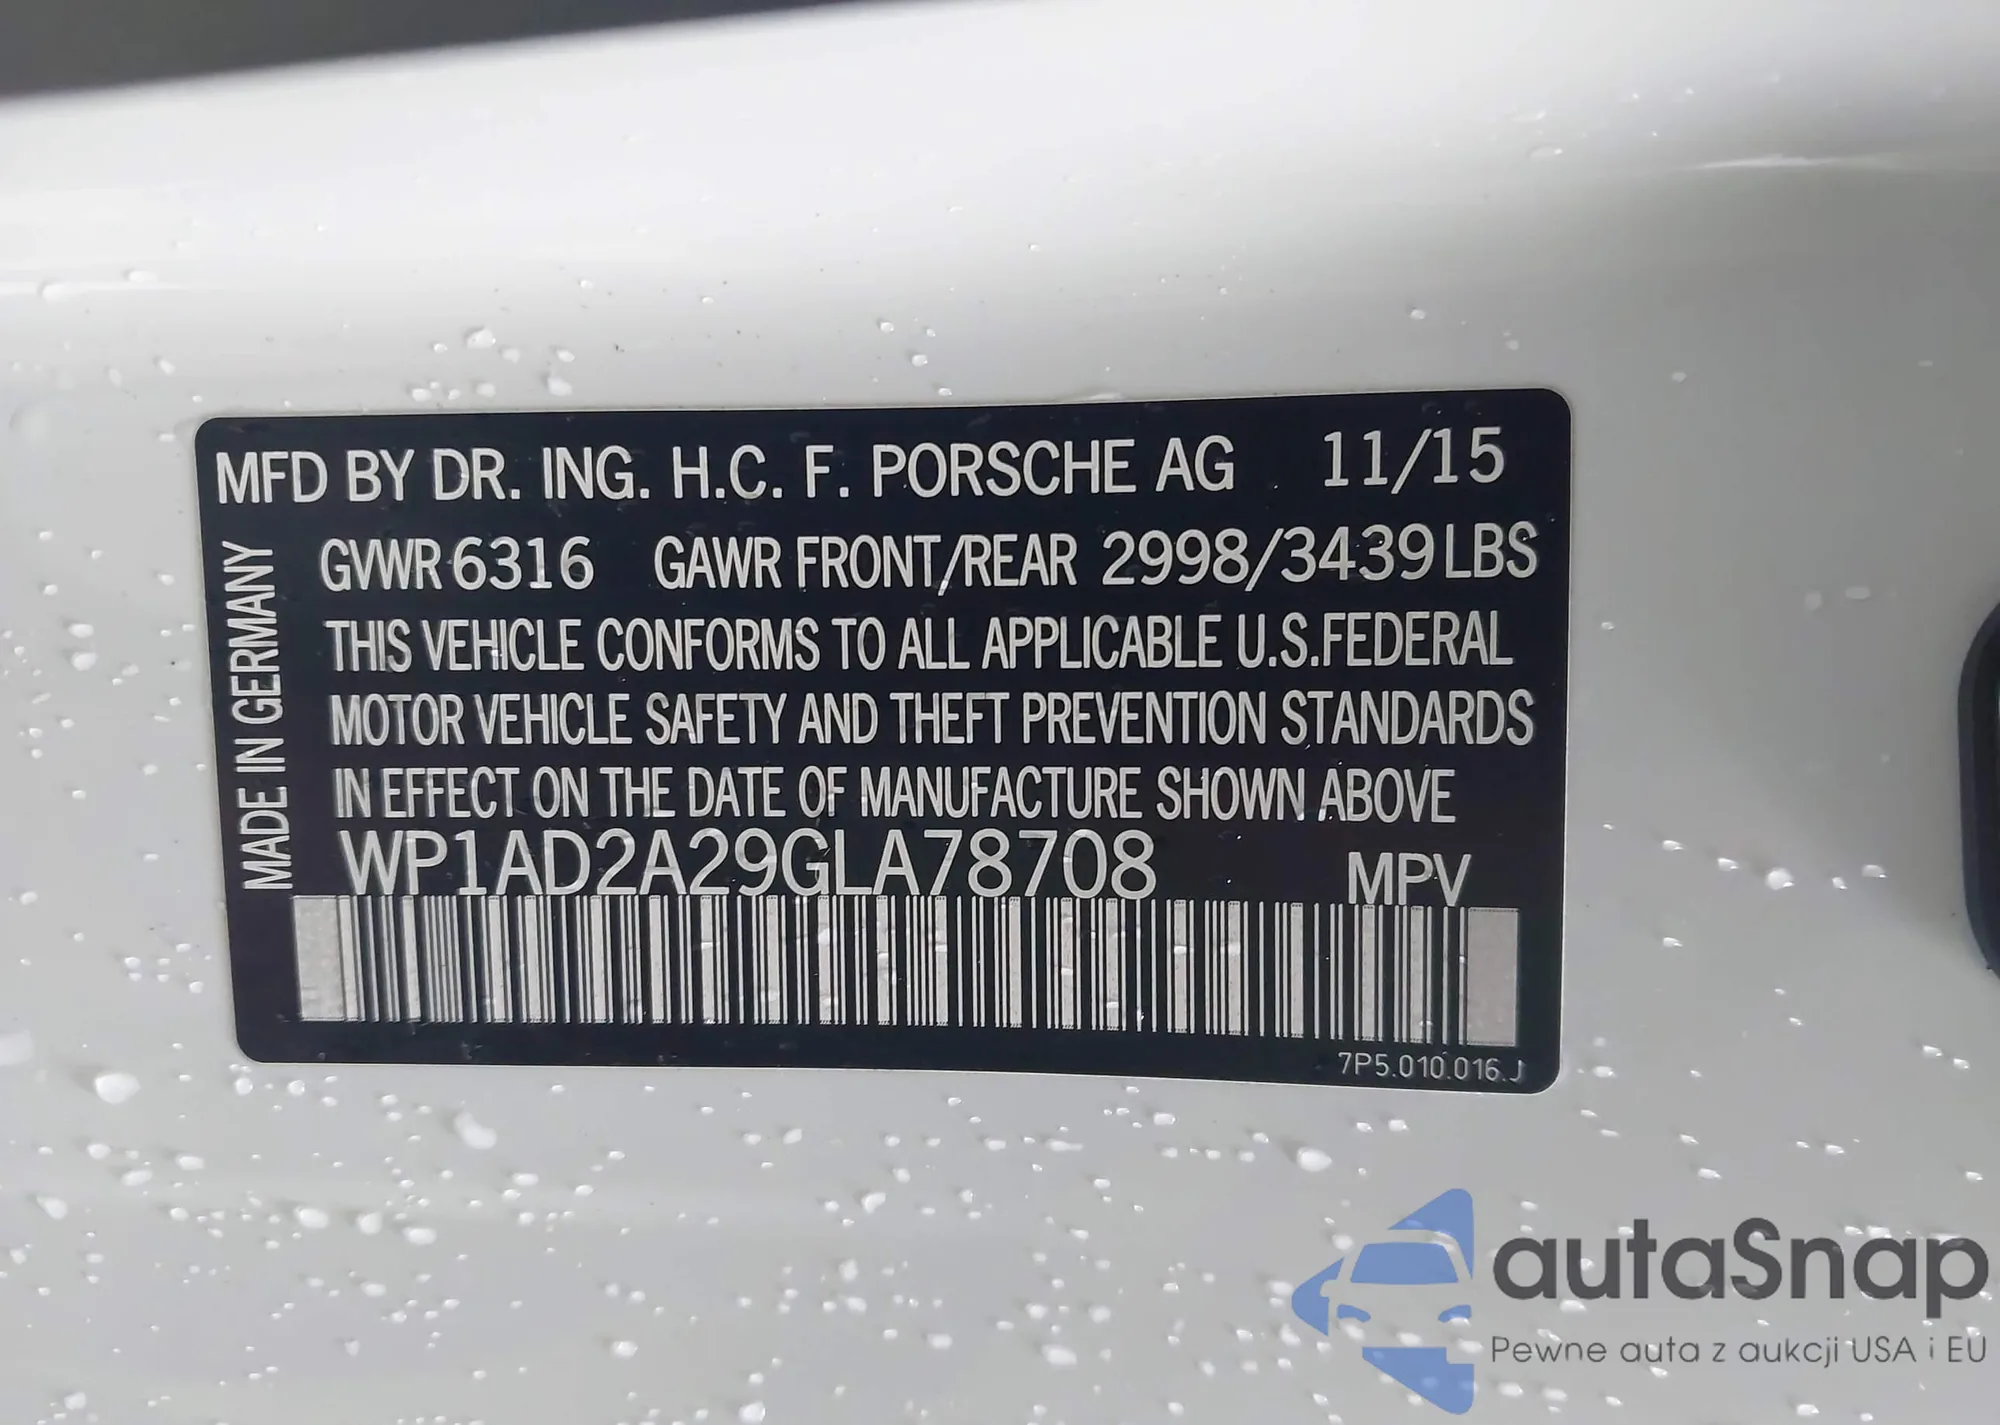 MFD BY DR. ING. H.C. F. PORSCHE AG 11/15
GVWR 6316 GAWR FRONT/REAR 2998/3439 LBS
THIS VEHICLE CONFORMS TO ALL APPLICABLE U.S.FEDERAL
MOTOR VEHICLE SAFETY AND THEFT PREVENTION STANDARDS
IN EFFECT ON THE DATE OF MANUFACTURE SHOWN ABOVE
WP1AD2A29GLA78708 MPV
MADE IN GERMANY
7P5.010.016.J
autaSnap
Pewne auta z aukcji USA i EU